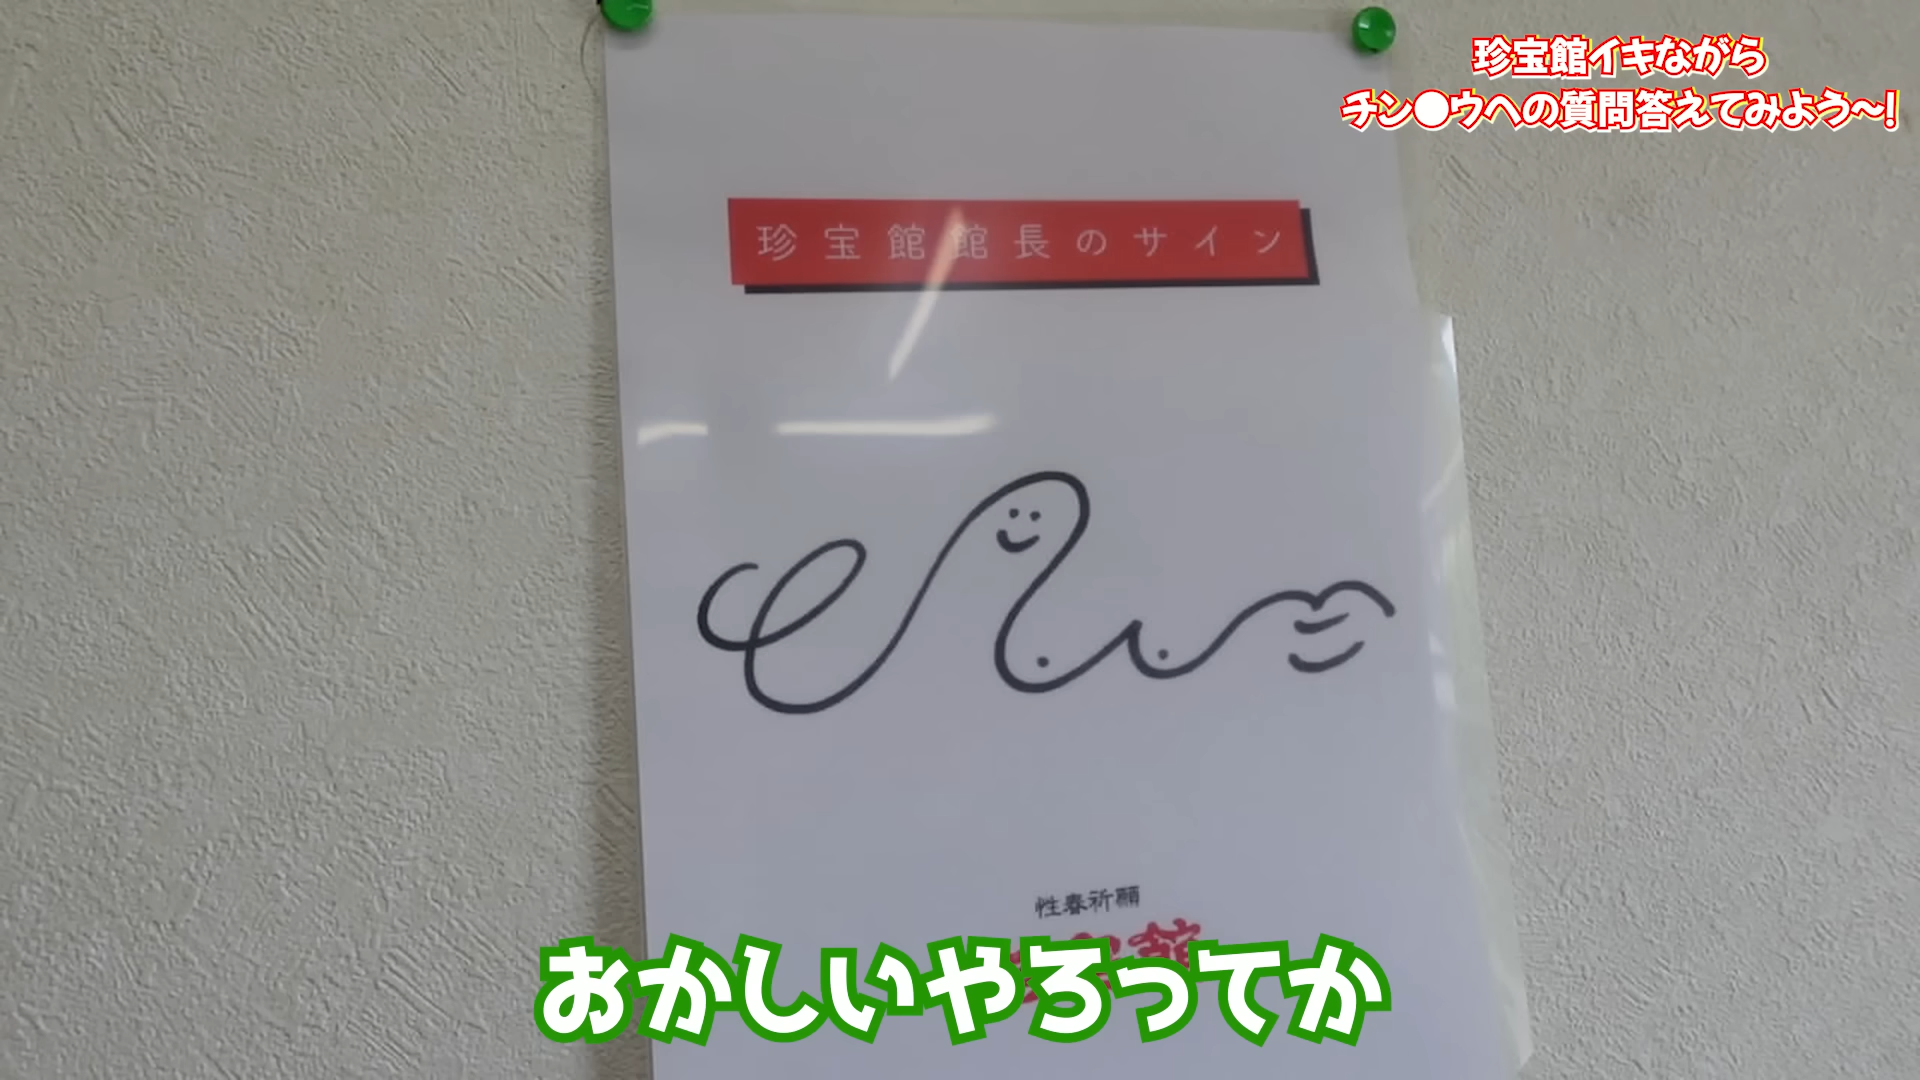 珍宝館イキながら
チン●ウへの質問答えてみよう～!
珍宝館館長のサイン
性春祈願
おかしいやろってか